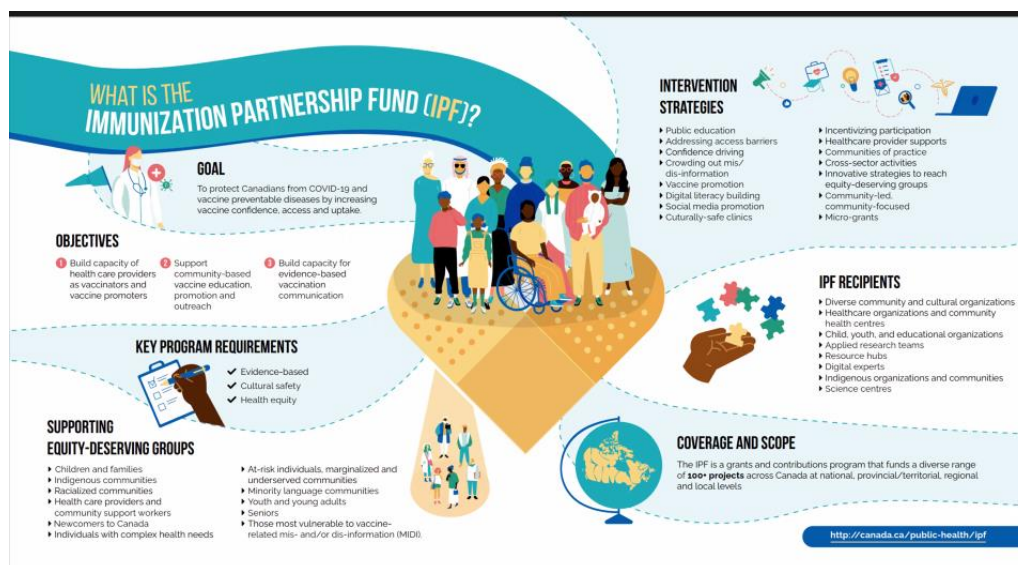 WHAT IS THE
IMMUNIZATION PARTNERSHIP FUND (IPF)?
GOAL
To protect Canadians from COVID-19 and
vaccine preventable diseases by increasing
vaccine confidence, access and uptake.
OBJECTIVES
1 Build capacity of
health care providers
as vaccinators and
vaccine promoters
2 Support
community-based
vaccine education,
promotion and
outreach
3 Build capacity for
evidence-based
vaccination
communication
KEY PROGRAM REQUIREMENTS
Evidence-based
Cultural safety
Health equity
SUPPORTING
EQUITY-DESERVING GROUPS
Children and families
Indigenous communities
Racialized communities
Health care providers and
community support workers
Newcomers to Canada
Individuals with complex health needs
At-risk individuals, marginalized and
underserved communities
Minority language communities
Youth and young adults
Seniors
Those most vulnerable to vaccine-
related mis- and/or dis-information (MIDI).
INTERVENTION
STRATEGIES
Public education
Addressing access barriers
Confidence driving
Crowding out mis/
dis-information
Vaccine promotion
Digital literacy building
Social media promotion
Cuturally-safe clinics
Incentivizing participation
Healthcare provider supports
Communities of practice
Cross-sector activities
Innovative strategies to reach
equity-deserving groups
Community-led,
community-focused
Micro-grants
IPF RECIPIENTS
Diverse community and cultural organizations
Healthcare organizations and community
health centres
Child, youth, and educational organizations
Applied research teams
Resource hubs
Digital experts
Indigenous organizations and communities
Science centres
COVERAGE AND SCOPE
The IPF is a grants and contributions program that funds a diverse range
of 100+ projects across Canada at national, provincial/territorial, regional
and local levels
http://canada.ca/public-health/ipf